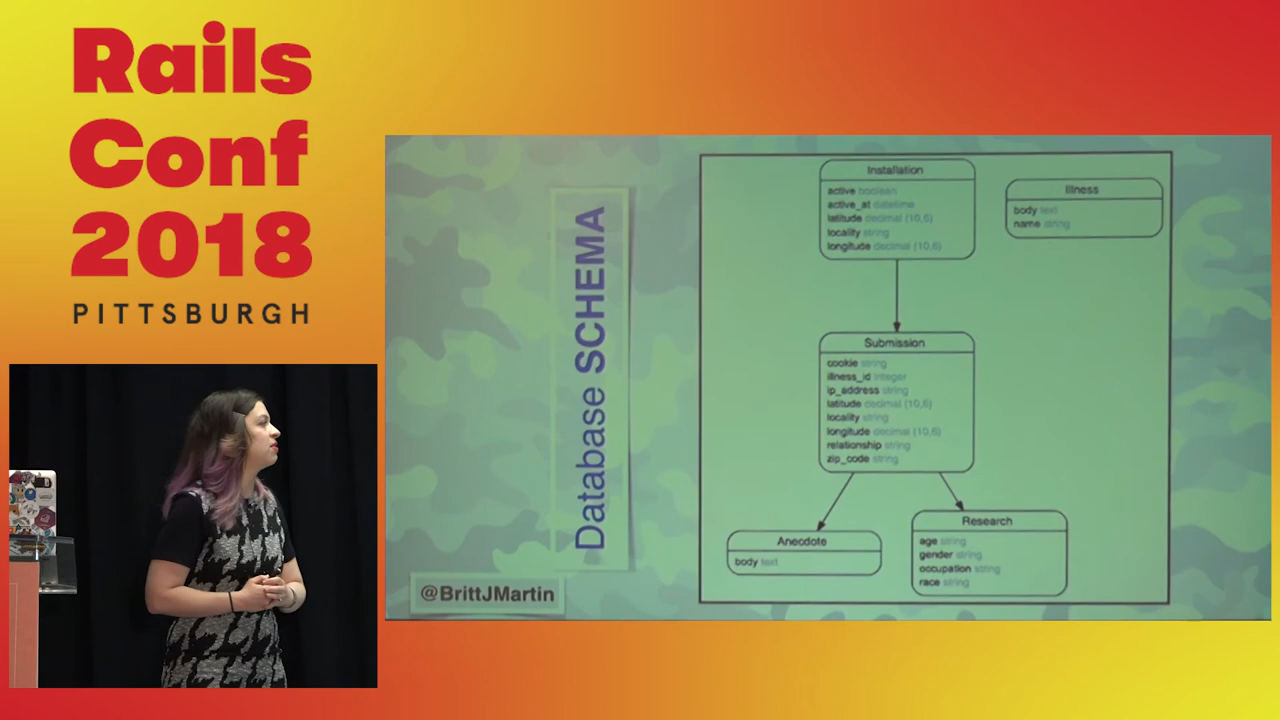 Rails
Conf
2018
PITTSBURGH
Database SCHEMA
@BrittJMartin
Installation
active boolean
active_at datetime
latitude decimal (10,6)
locality string
longitude decimal (10,6)
Illness
body text
name string
Submission
cookie string
illness_id integer
ip_address string
latitude decimal (10,6)
locality string
longitude decimal (10,6)
relationship string
zip_code string
Anecdote
body text
Research
age string
gender string
occupation string
race string